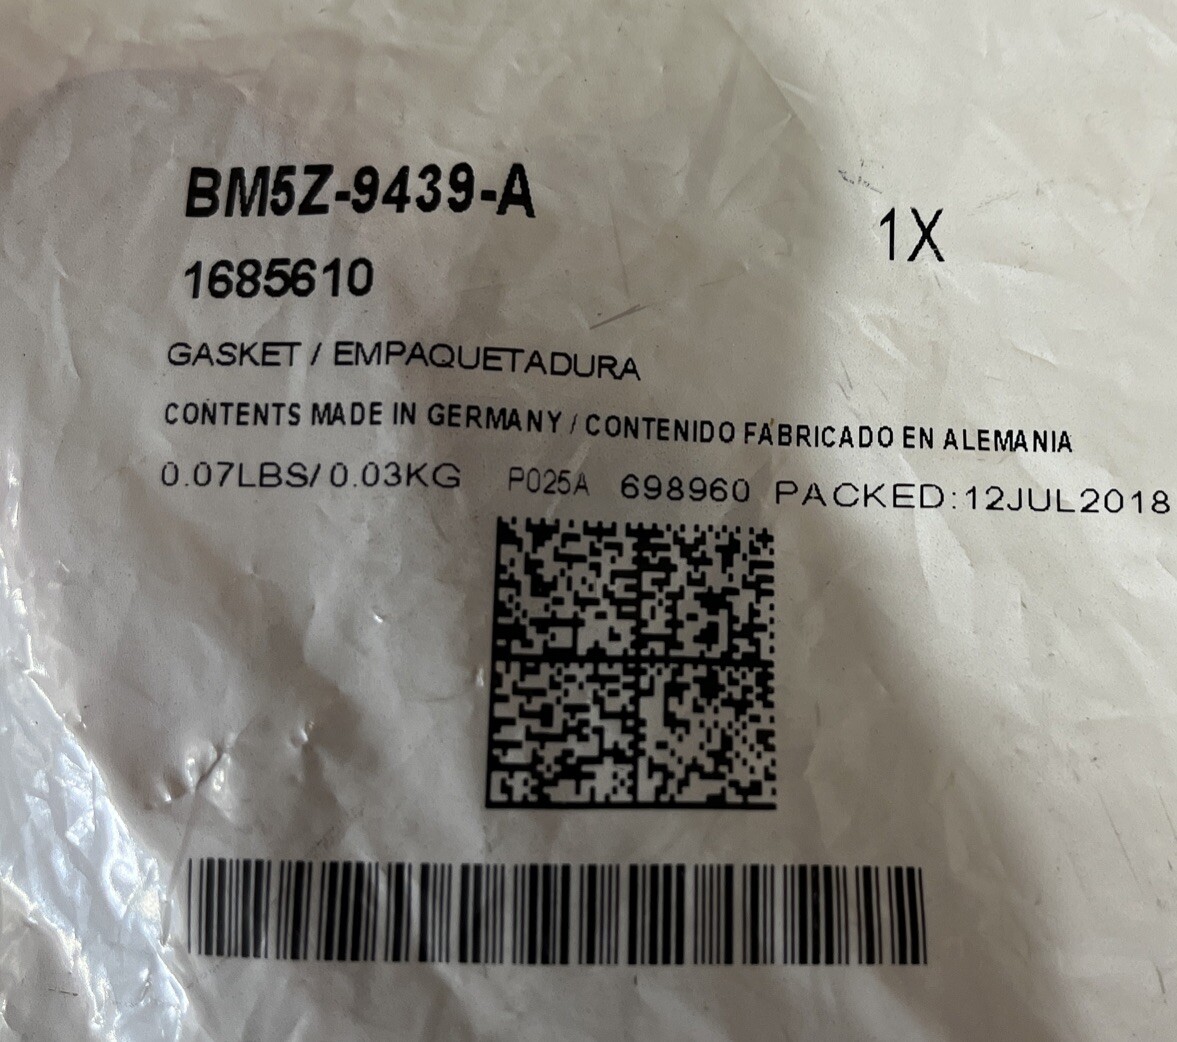 BM5Z-9439-A
1X
1685610
GASKET / EMPAQUETADURA
CONTENTS MADE IN GERMANY / CONTENIDO FABRICADO EN ALEMANIA
0.07LBS/ 0.03KG P025A 698960 PACKED:12JUL2018